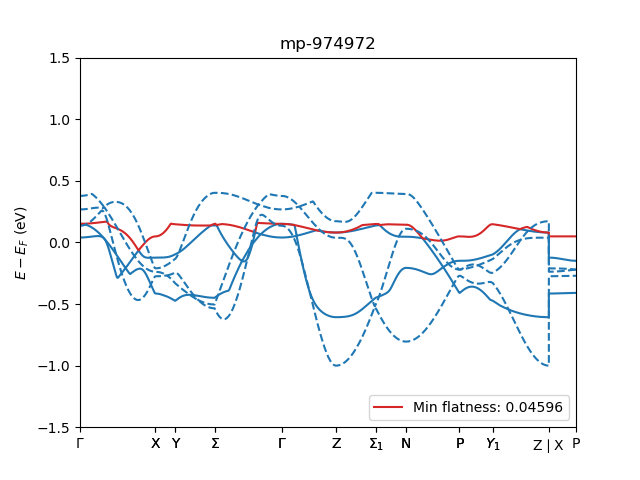 mp-974972
1.5
1.0
0.5
0.0
−0.5
−1.0
−1.5
E − E_F (eV)
Min flatness: 0.04596
Γ X Y Σ Γ Z Σ₁ N P Y₁ Z | X P